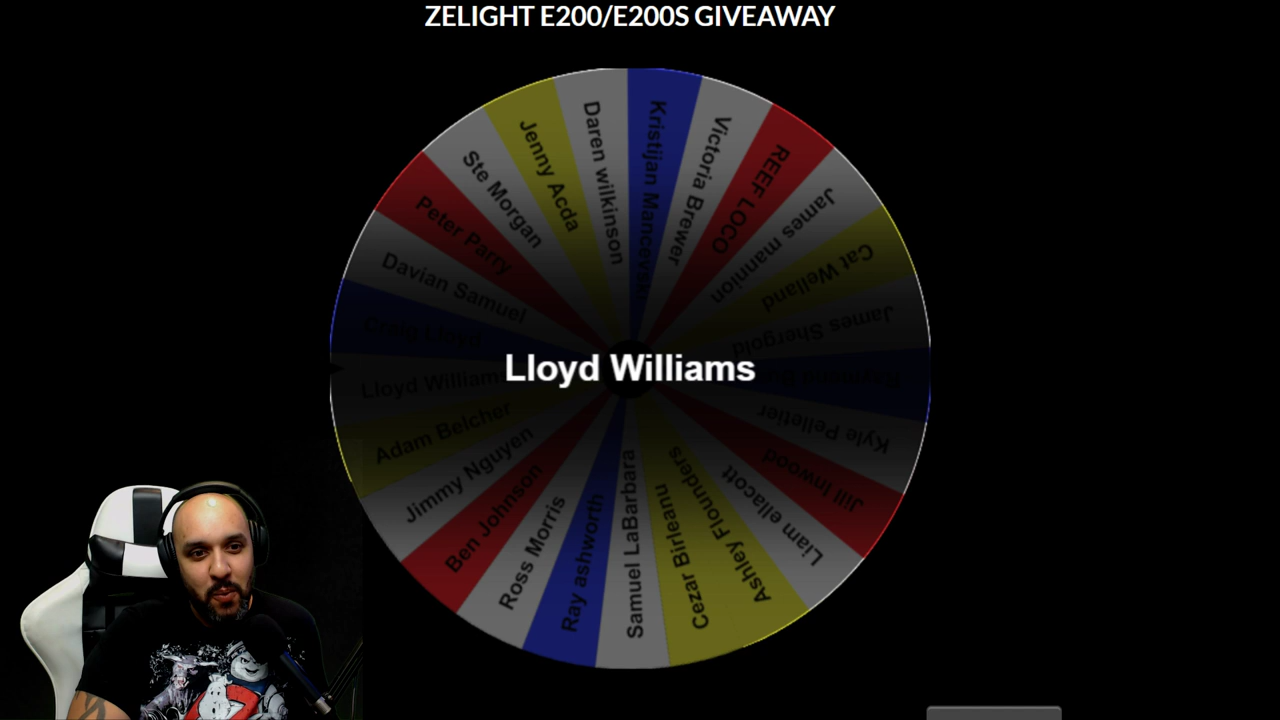 ZELIGHT E200/E200S GIVEAWAY
Daren wilkinson
Victoria Brewer
REEF LOCO
James mannion
Cat Welland
James Shergold
Kyle Pelletier
Jill Inwood
Liam ellacott
Ashley Flounders
Cezar Birleanu
Samuel LaBarbara
Ray ashworth
Ross Morris
Ben Johnson
Jimmy Nguyen
Adam Belcher
Lloyd Williams
Davian Samuel
Peter Parry
Ste Morgan
Jenny Acda
Kristijan
Lloyd Williams